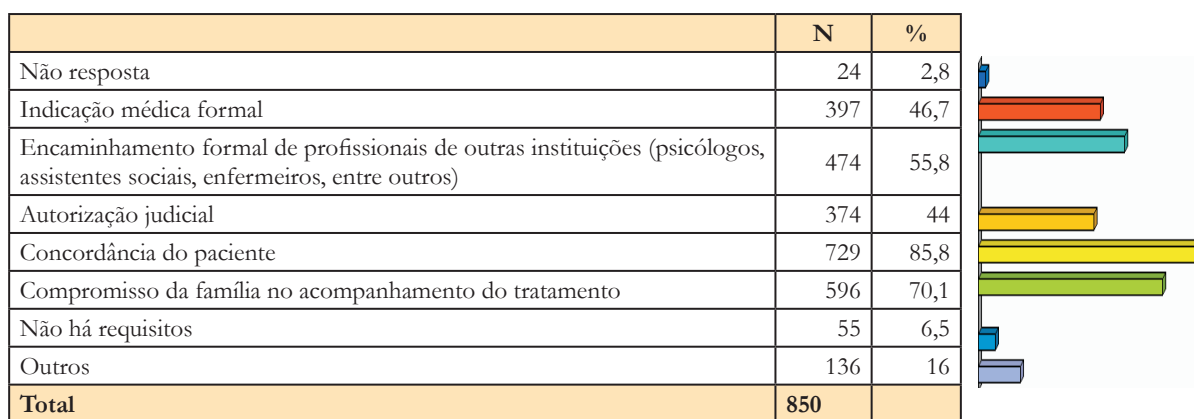 N %
Não resposta 24 2,8
Indicação médica formal 397 46,7
Encaminhamento formal de profissionais de outras instituições (psicólogos,
assistentes sociais, enfermeiros, entre outros) 474 55,8
Autorização judicial 374 44
Concordância do paciente 729 85,8
Compromisso da família no acompanhamento do tratamento 596 70,1
Não há requisitos 55 6,5
Outros 136 16
Total 850